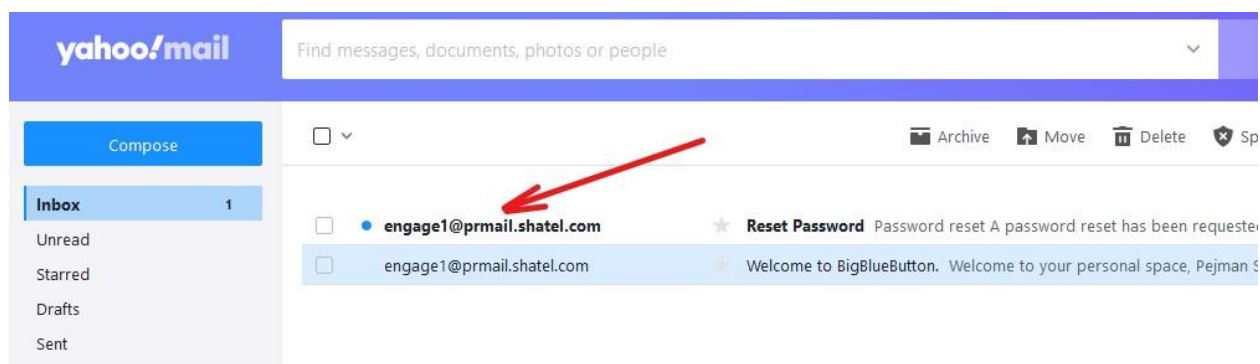 yahoo!mail
Find messages, documents, photos or people
Compose
Archive Move Delete
Inbox 1
Unread
Starred
Drafts
Sent
engage1@prmail.shatel.com Reset Password Password reset A password reset has been
engage1@prmail.shatel.com Welcome to BigBlueButton. Welcome to your personal space, Pejman